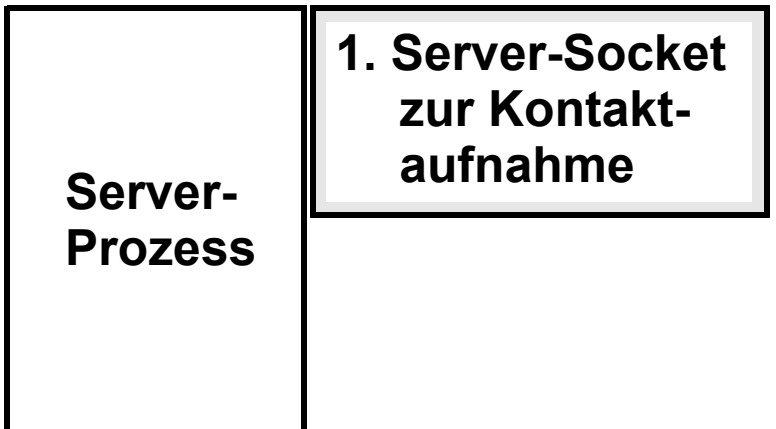 Server-
Prozess
1. Server-Socket
zur Kontakt-
aufnahme